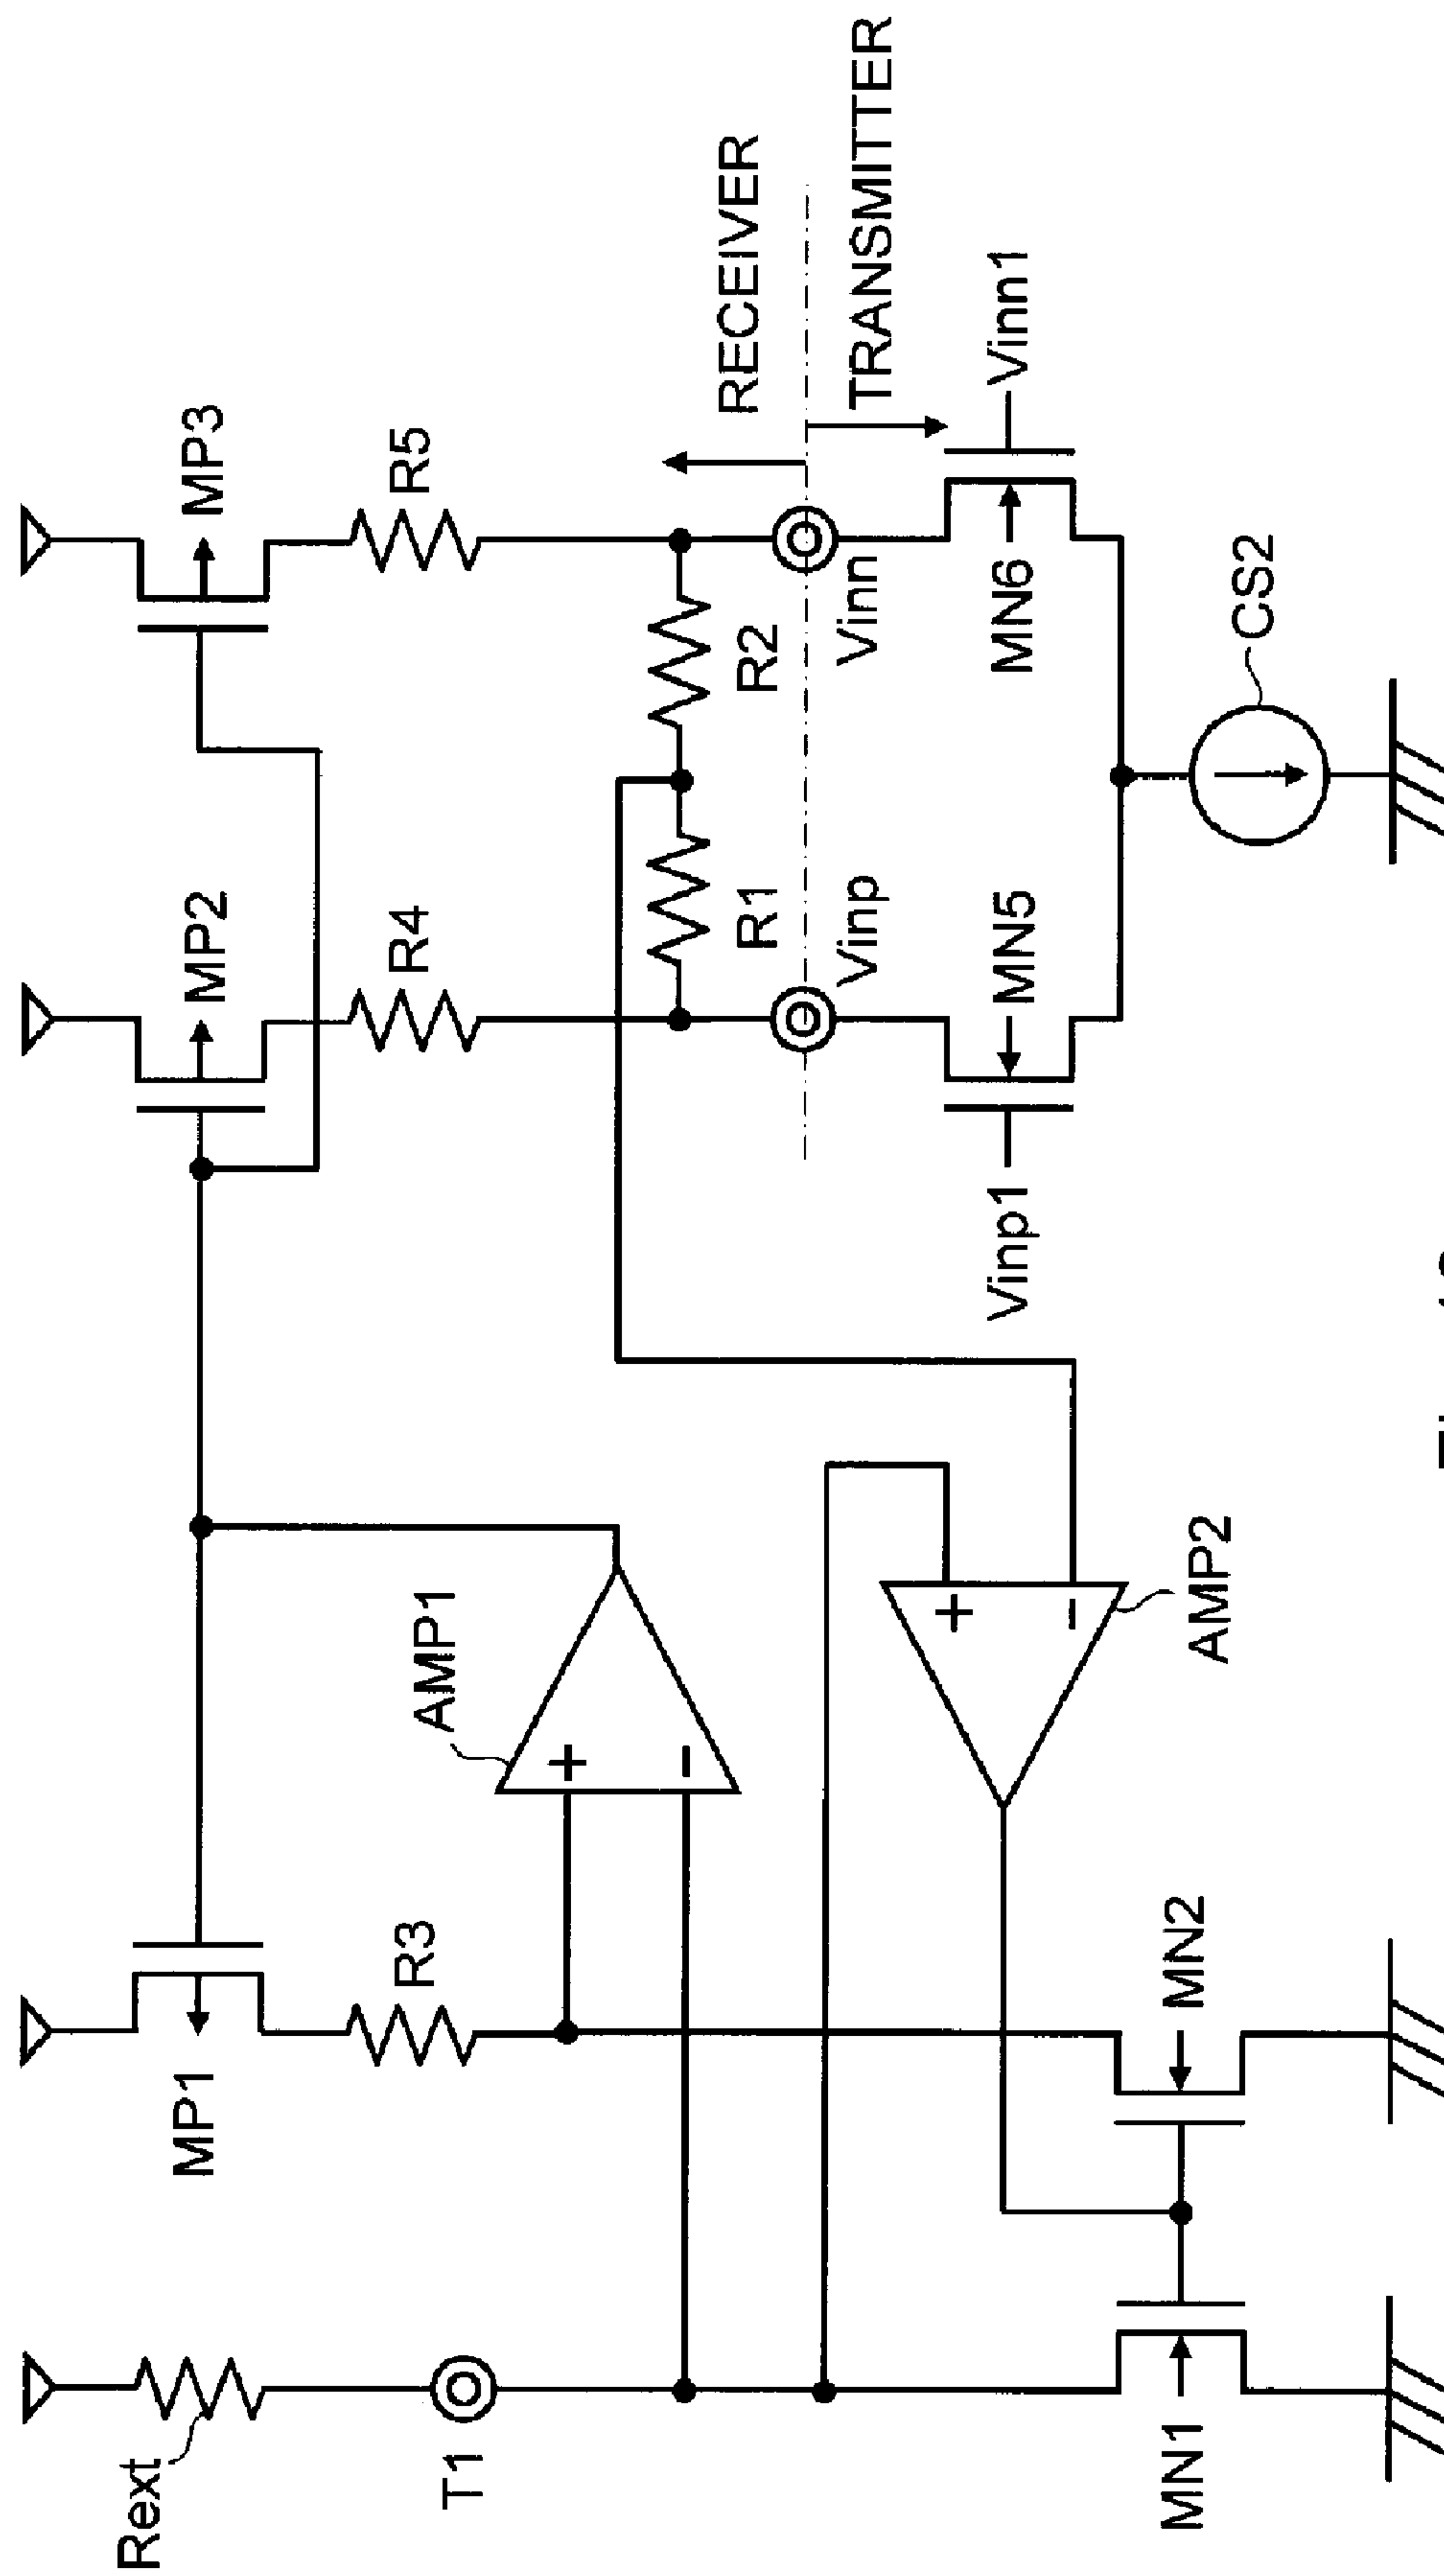 Rext
T1
MP1
R3
AMP1
+
-
MN1
MN2
AMP2
+
-
MP2
R4
MP3
R5
R1
R2
Vinp
Vinn
RECEIVER
TRANSMITTER
Vinp1
MN5
MN6
Vinn1
CS2